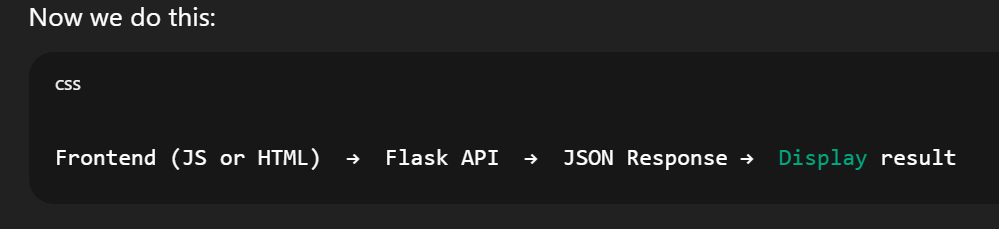 Now we do this:
css
Frontend (JS or HTML) → Flask API → JSON Response → Display result